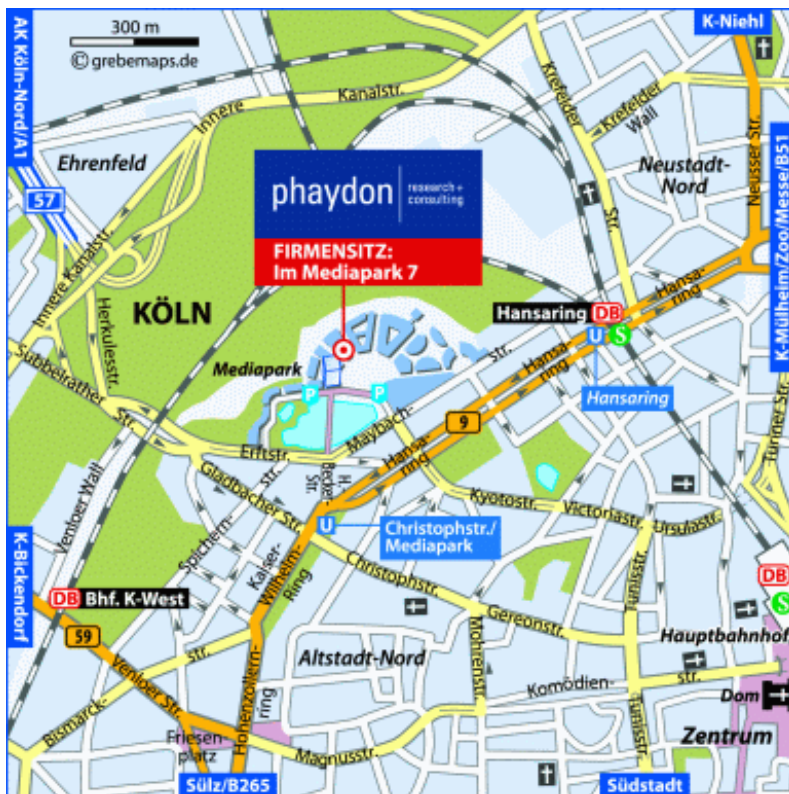 300 m
© grebemaps.de
K-Niehl
AK Köln-Nord/A1
Innere
Kanalstr.
Krefelder
Str.
Krefelder
Wall
Neusser Str.
Ehrenfeld
Neustadt-
Nord
57
phaydon
research+
consulting
FIRMENSITZ:
Im Mediapark 7
K-Mülheim/Zoo/Messe/B51
Innere Kanalstr.
Herkulesstr.
KÖLN
Hansaring
DB
Hansa-
ring
U
S
Subbelrather
Str.
Mediapark
P
P
Maybach-
str.
Hansa-
ring
Hansaring
9
Erftstr.
Hansa-
ring
Turiner Str.
Gladbacher Str.
H.
Becker-
Str.
Kyotostr.
Victoriastr.
Ursulastr.
Venloer Wall
Spichern-
str.
U
Christophstr./
Mediapark
K-Bickendorf
Kaiser-
Wilhelm-
Ring
Christophstr.
Gereonstr.
Tunisstr.
DB
S
DB
Bhf. K-West
59
Venloer Str.
Altstadt-Nord
Mohrenstr.
Hauptbahnhof
Komödien-
str.
Dom
Bismarck-
str.
Hohenzollern-
ring
Friesen-
platz
Magnusstr.
Tunisstr.
Zentrum
Sülz/B265
Südstadt